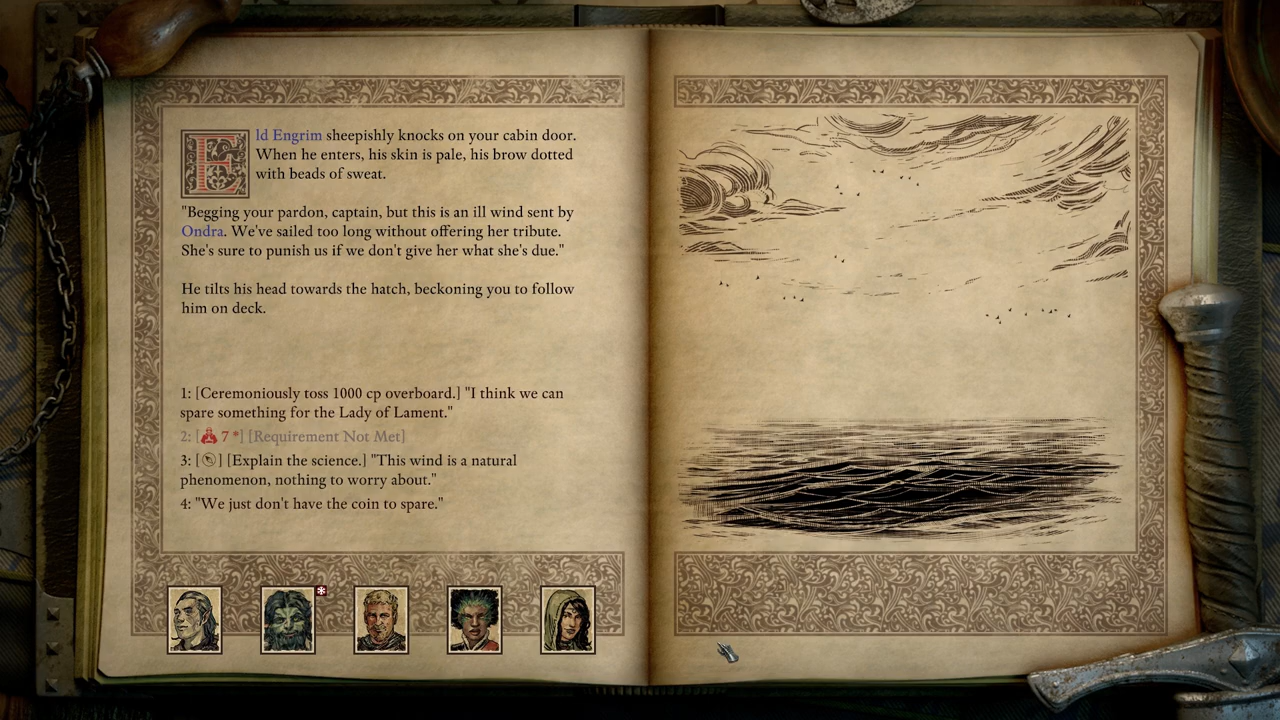 Eld Engrim sheepishly knocks on your cabin door.
When he enters, his skin is pale, his brow dotted
with beads of sweat.
"Begging your pardon, captain, but this is an ill wind sent by
Ondra. We've sailed too long without offering her tribute.
She's sure to punish us if we don't give her what she's due."
He tilts his head towards the hatch, beckoning you to follow
him on deck.
1: [Ceremoniously toss 1000 cp overboard.] "I think we can
spare something for the Lady of Lament."
2: [7 *] [Requirement Not Met]
3: [] [Explain the science.] "This wind is a natural
phenomenon, nothing to worry about."
4: "We just don't have the coin to spare."